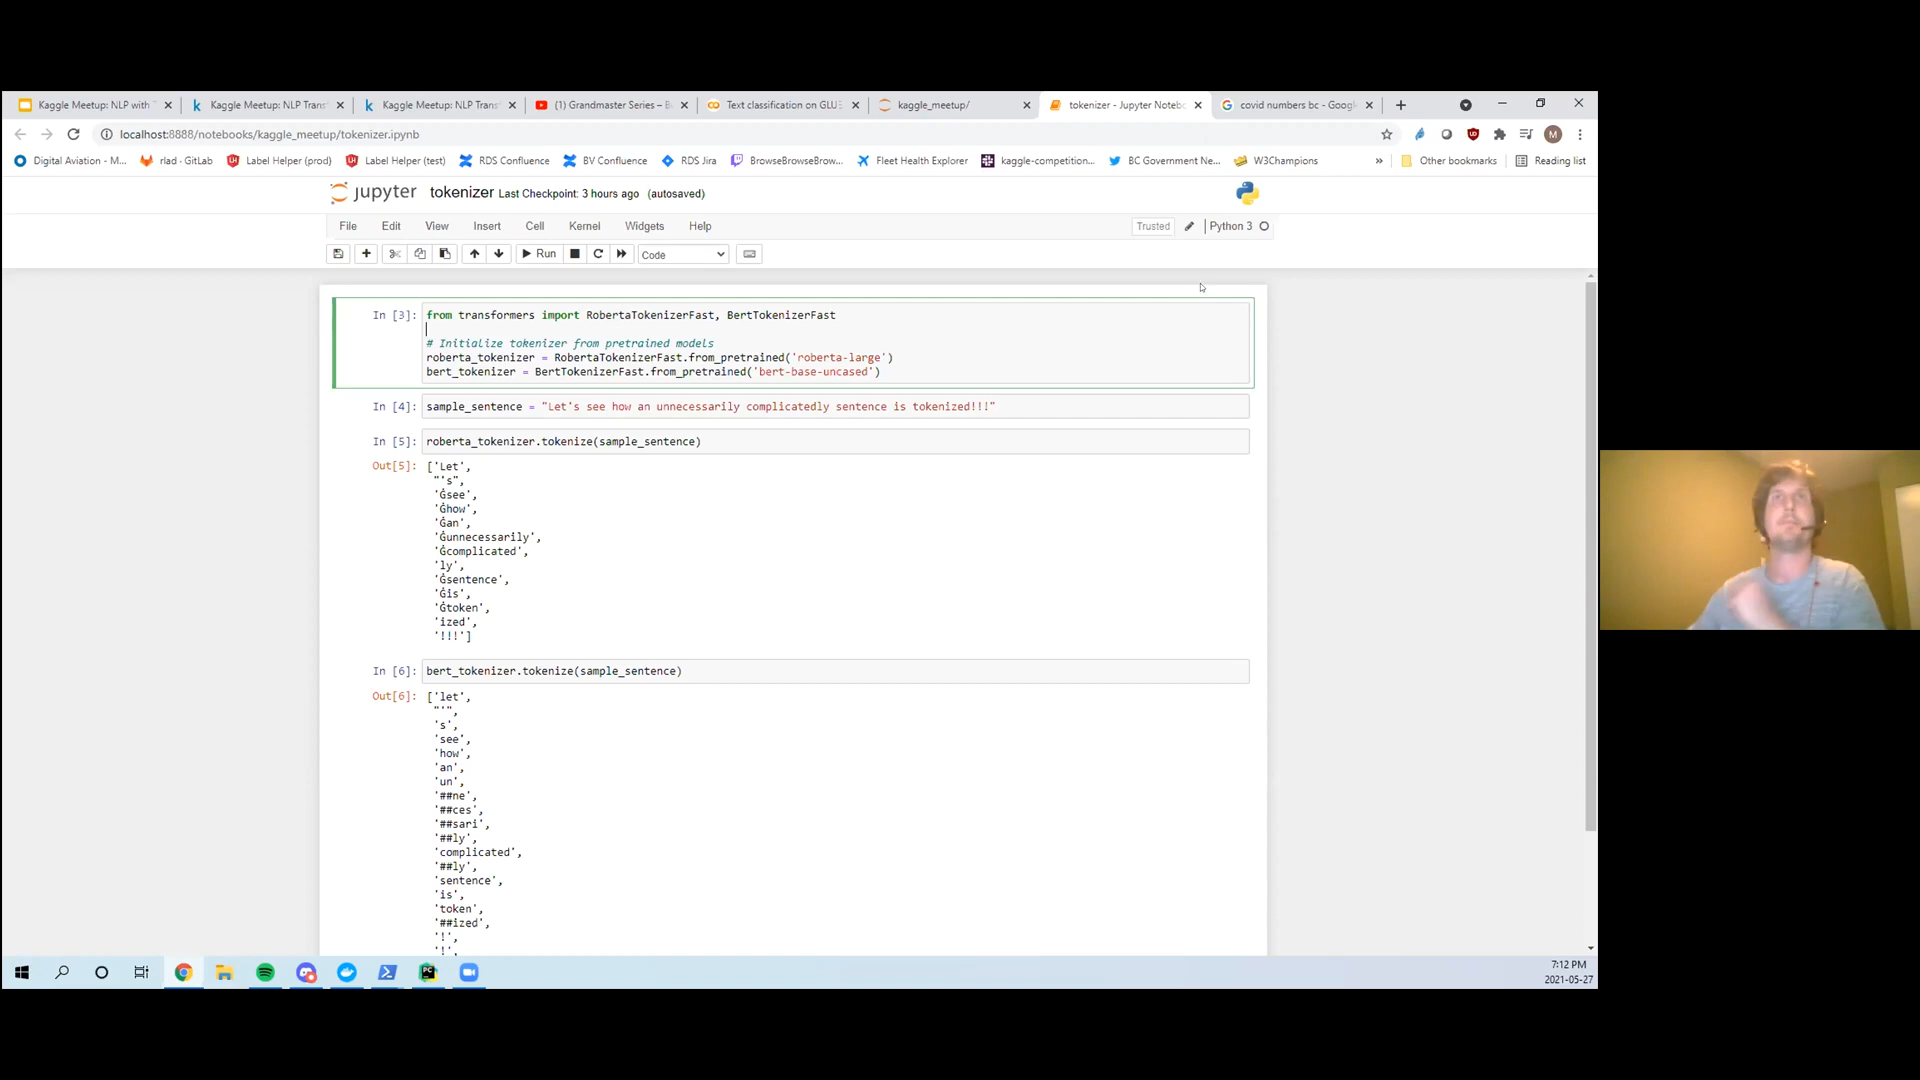 Kaggle Meetup: NLP with T
Kaggle Meetup: NLP Trans
Kaggle Meetup: NLP Trans
(1) Grandmaster Series – B
Text classification on GLUE
kaggle_meetup/
tokenizer - Jupyter Notebo
covid numbers bc - Google
localhost:8888/notebooks/kaggle_meetup/tokenizer.ipynb
M
Digital Aviation - M...
rlad · GitLab
Label Helper (prod)
Label Helper (test)
RDS Confluence
BV Confluence
RDS Jira
BrowseBrowseBrow...
Fleet Health Explorer
kaggle-competition...
BC Government Ne...
W3Champions
»
Other bookmarks
Reading list
jupyter tokenizer Last Checkpoint: 3 hours ago (autosaved)
File Edit View Insert Cell Kernel Widgets Help
Trusted
Python 3
Run
Code
In [3]: from transformers import RobertaTokenizerFast, BertTokenizerFast
# Initialize tokenizer from pretrained models
roberta_tokenizer = RobertaTokenizerFast.from_pretrained('roberta-large')
bert_tokenizer = BertTokenizerFast.from_pretrained('bert-base-uncased')
In [4]: sample_sentence = "Let's see how an unnecessarily complicatedly sentence is tokenized!!!"
In [5]: roberta_tokenizer.tokenize(sample_sentence)
Out[5]: ['Let',
"'s",
'Ġsee',
'Ġhow',
'Ġan',
'Ġunnecessarily',
'Ġcomplicated',
'ly',
'Ġsentence',
'Ġis',
'Ġtoken',
'ized',
'!!!']
In [6]: bert_tokenizer.tokenize(sample_sentence)
Out[6]: ['let',
"'",
's',
'see',
'how',
'an',
'un',
'##ne',
'##ces',
'##sari',
'##ly',
'complicated',
'##ly',
'sentence',
'is',
'token',
'##ized',
'!',
'!',
7:12 PM
2021-05-27